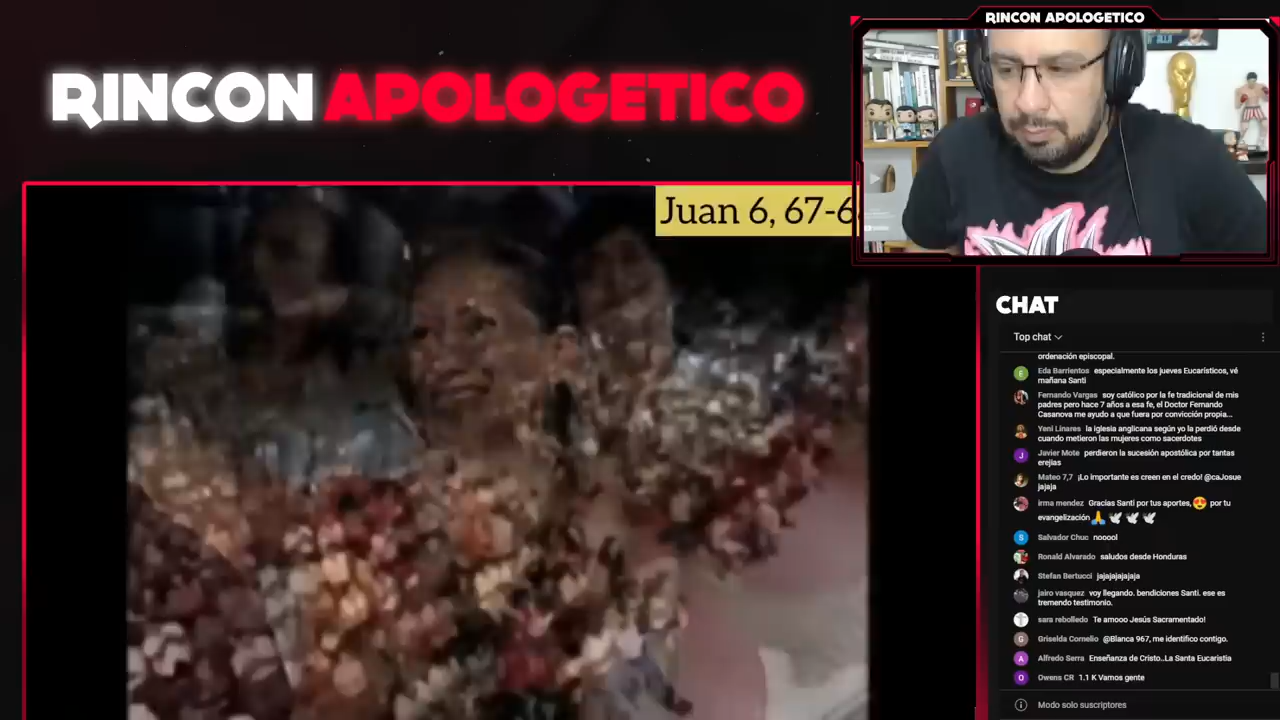 RINCON APOLOGETICO
RINCON APOLOGETICO
Juan 6, 67-6
CHAT
Top chat
ordenación episcopal.
E
Eda Barrientos especialmente los jueves Eucarísticos, vé
mañana Santi
Fernando Vargas soy católico por la fe tradicional de mis
padres pero hace 7 años a esa fe, el Doctor Fernando
Casanova me ayudo a que fuera por convicción propia...
Yeni Linares la iglesia anglicana según yo la perdió desde
cuando metieron las mujeres como sacerdotes
J
Javier Mote perdieron la sucesión apostólica por tantas
erejias
Mateo 7,7 ¡Lo importante es creen en el credo! @caJosue
jajaja
irma mendez Gracias Santi por tus aportes,😍 por tu
evangelización🙏🕊🕊🕊
S
Salvador Chuc noool
Ronald Alvarado saludos desde Honduras
Stefan Bertucci jajajajajajaja
jairo vasquez voy llegando. bendiciones Santi. ese es
tremendo testimonio.
sara rebolledo Te amooo Jesús Sacramentado!
G
Griselda Cornelio @Blanca 967, me identifico contigo.
A
Alfredo Serra Enseñanza de Cristo..La Santa Eucaristia
O
Owens CR 1.1 K Vamos gente
Modo solo suscriptores